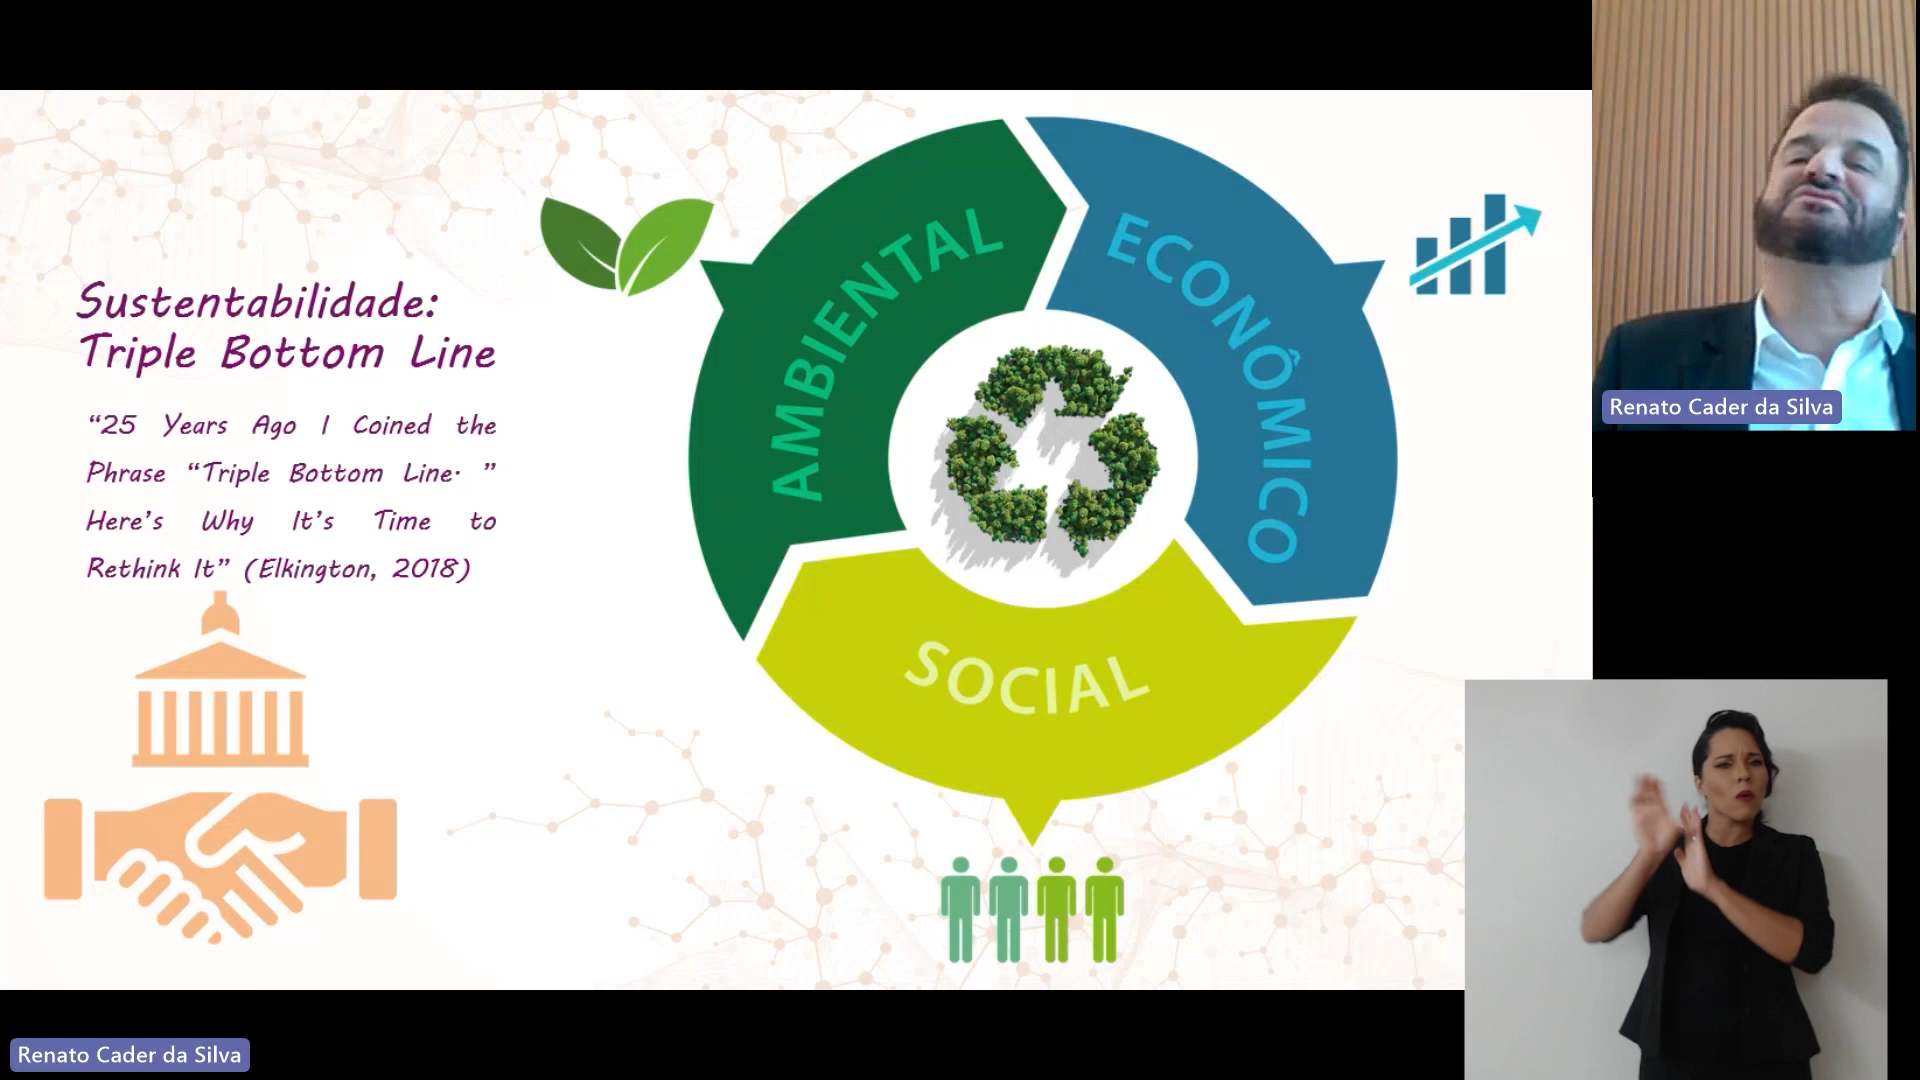 Sustentabilidade:
Triple Bottom Line
“25 Years Ago I Coined the
Phrase “Triple Bottom Line. ”
Here’s Why It’s Time to
Rethink It” (Elkington, 2018)
AMBIENTAL
ECONÔMICO
SOCIAL
Renato Cader da Silva
Renato Cader da Silva